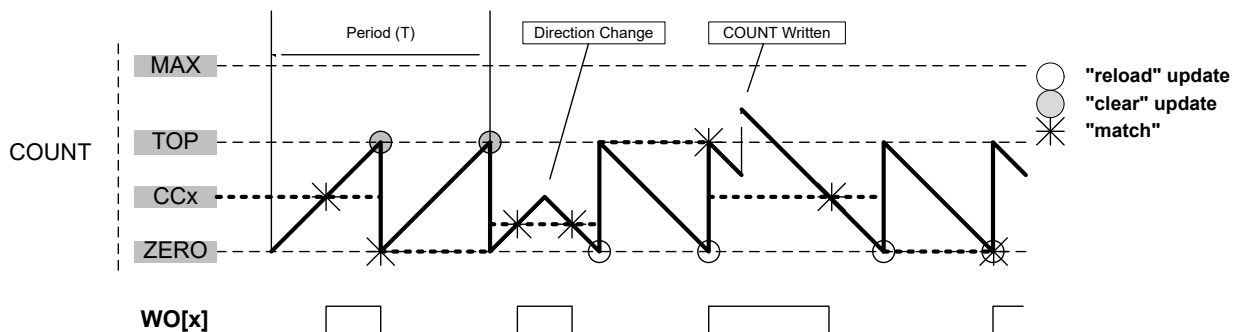 Period (T)
Direction Change
COUNT Written
MAX
"reload" update
"clear" update
"match"
TOP
COUNT
CCx
ZERO
WO[x]